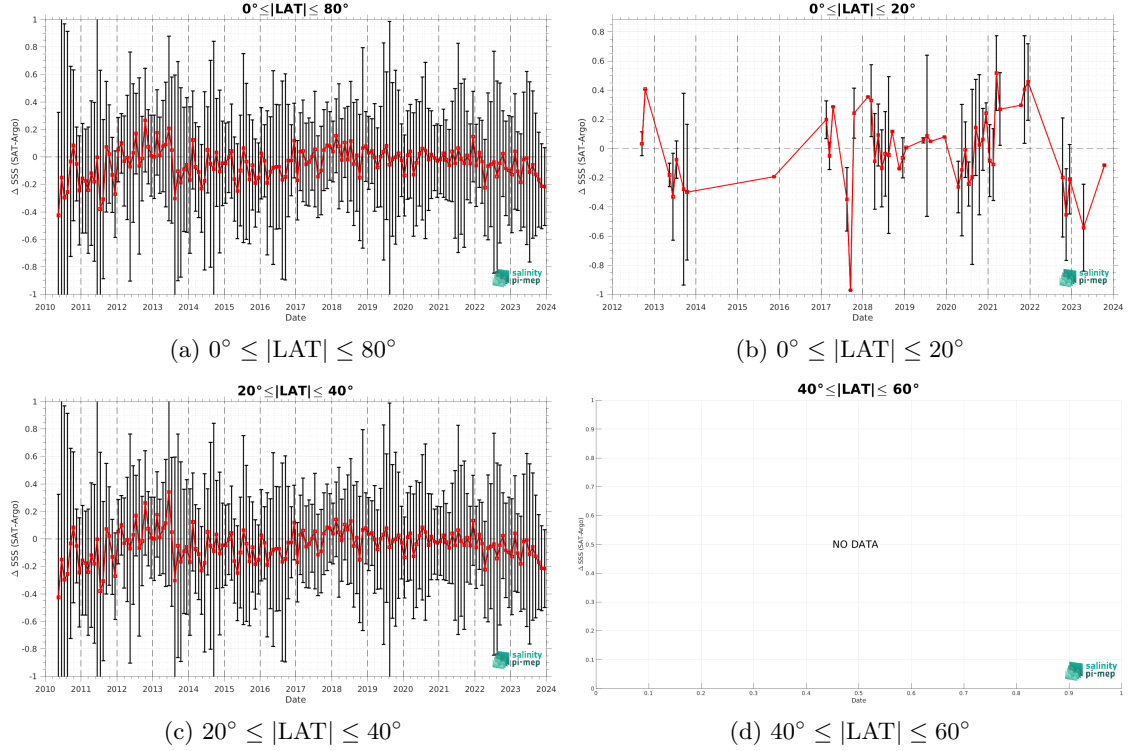 0°≤|LAT|≤ 80°
Δ SSS (SAT-Argo)
1
0.8
0.6
0.4
0.2
0
-0.2
-0.4
-0.6
-0.8
-1
2010 2011 2012 2013 2014 2015 2016 2017 2018 2019 2020 2021 2022 2023 2024
Date
salinity
pi-mep
(a) 0° ≤ |LAT| ≤ 80°
0°≤|LAT|≤ 20°
Δ SSS (SAT-Argo)
0.8
0.6
0.4
0.2
0
-0.2
-0.4
-0.6
-0.8
-1
2012 2013 2014 2015 2016 2017 2018 2019 2020 2021 2022 2023 2024
Date
salinity
pi-mep
(b) 0° ≤ |LAT| ≤ 20°
20°≤|LAT|≤ 40°
Δ SSS (SAT-Argo)
1
0.8
0.6
0.4
0.2
0
-0.2
-0.4
-0.6
-0.8
-1
2010 2011 2012 2013 2014 2015 2016 2017 2018 2019 2020 2021 2022 2023 2024
Date
salinity
pi-mep
(c) 20° ≤ |LAT| ≤ 40°
40°≤|LAT|≤ 60°
Δ SSS (SAT-Argo)
1
0.9
0.8
0.7
0.6
0.5
0.4
0.3
0.2
0.1
0
NO DATA
0 0.1 0.2 0.3 0.4 0.5 0.6 0.7 0.8 0.9 1
Date
salinity
pi-mep
(d) 40° ≤ |LAT| ≤ 60°